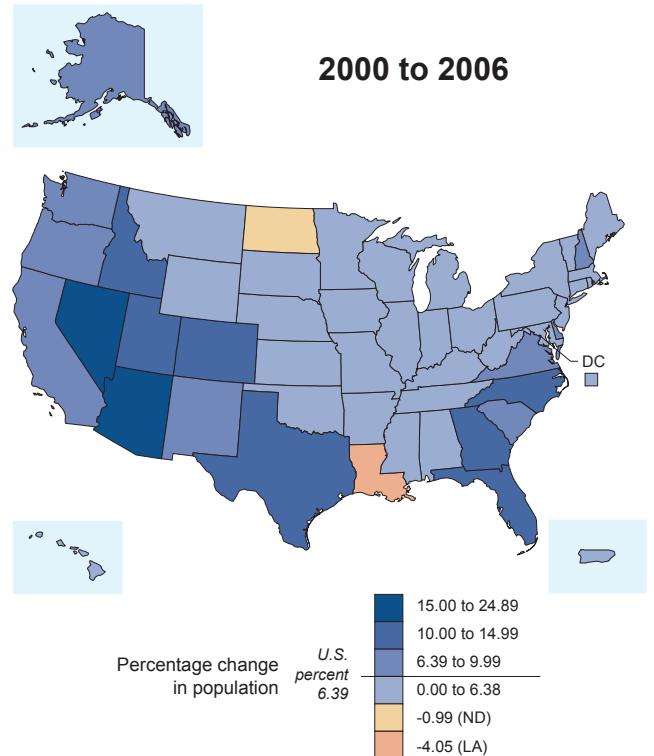 2000 to 2006
DC
Percentage change
in population
U.S.
percent
6.39
15.00 to 24.89
10.00 to 14.99
6.39 to 9.99
0.00 to 6.38
-0.99 (ND)
-4.05 (LA)